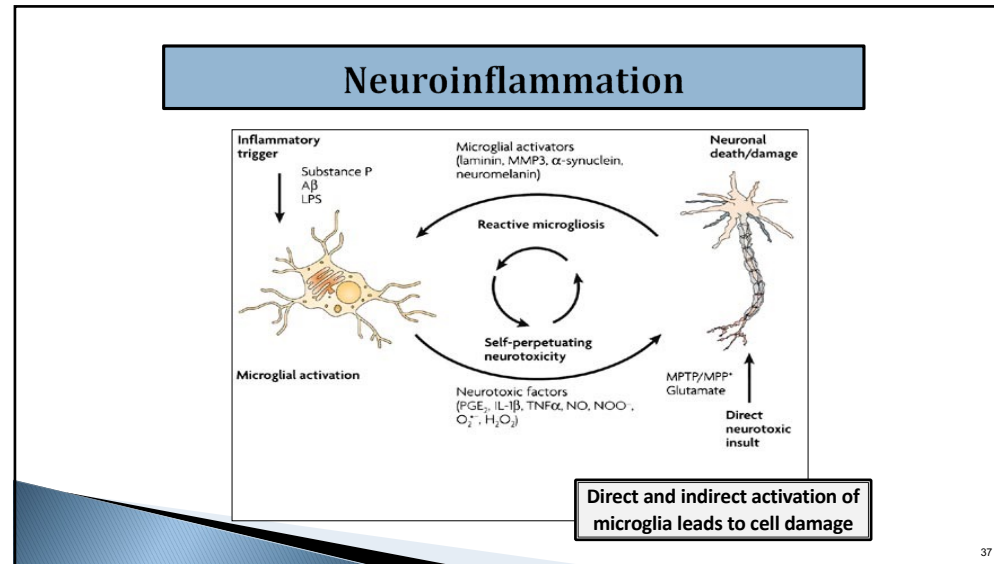 Neuroinflammation
Inflammatory
trigger
Substance P
Aβ
LPS
Microglial activators
(laminin, MMP3, α-synuclein,
neuromelanin)
Neuronal
death/damage
Reactive microgliosis
Self-perpetuating
neurotoxicity
Microglial activation
Neurotoxic factors
(PGE₂, IL-1β, TNFα, NO, NOO⁻,
O₂•⁻, H₂O₂)
MPTP/MPP⁺
Glutamate
Direct
neurotoxic
insult
Direct and indirect activation of
microglia leads to cell damage
37